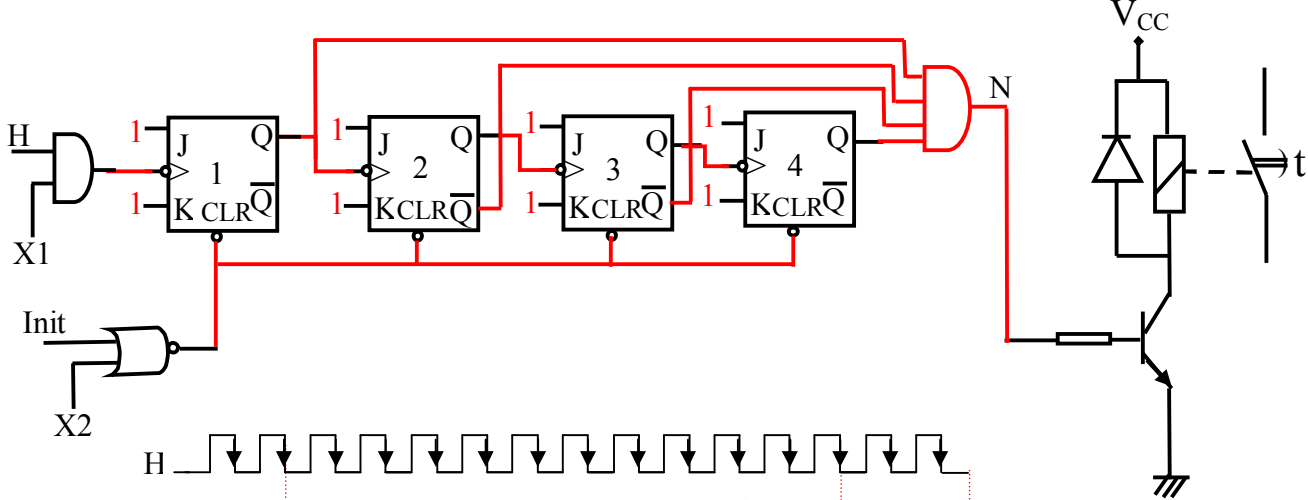 V_CC
N
H
1 J Q
1 J Q
1 J Q
1 J Q
1
2
3
4
t
1 K CLR Q̅
1 K CLR Q̅
1 K CLR Q̅
1 K CLR Q̅
X1
Init
X2
H